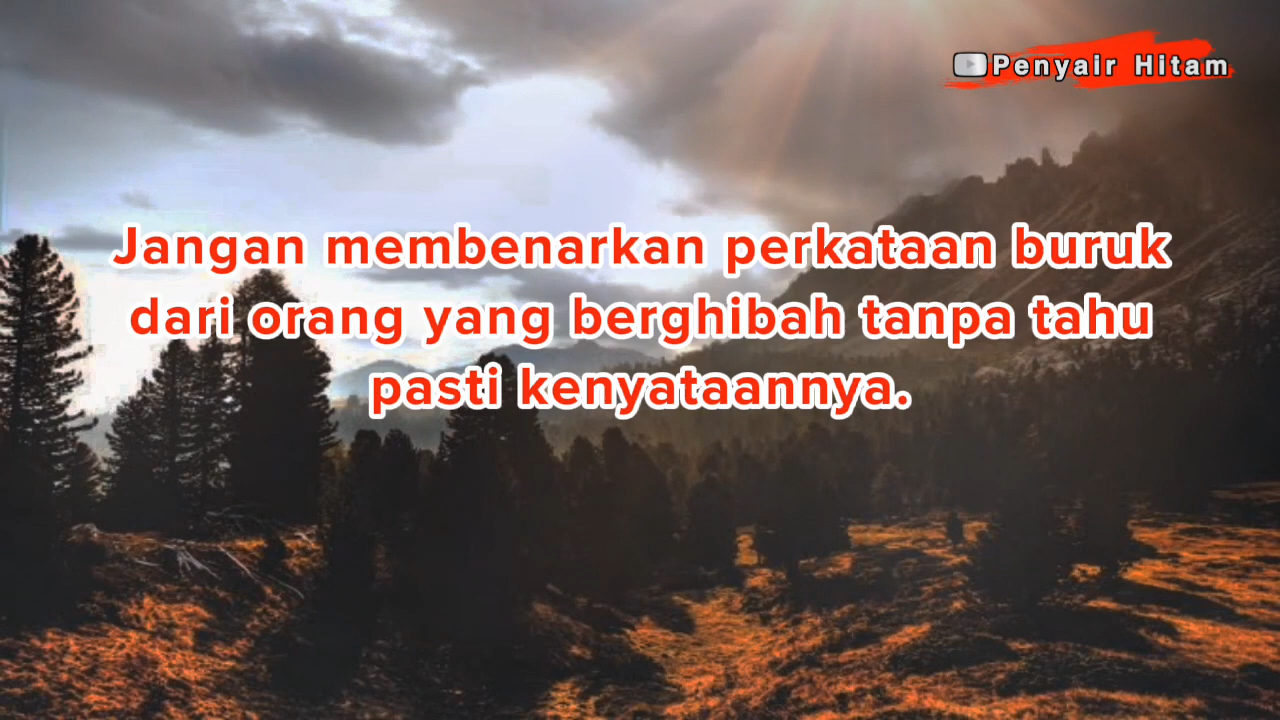 Penyair Hitam
Jangan membenarkan perkataan buruk
dari orang yang berghibah tanpa tahu
pasti kenyataannya.